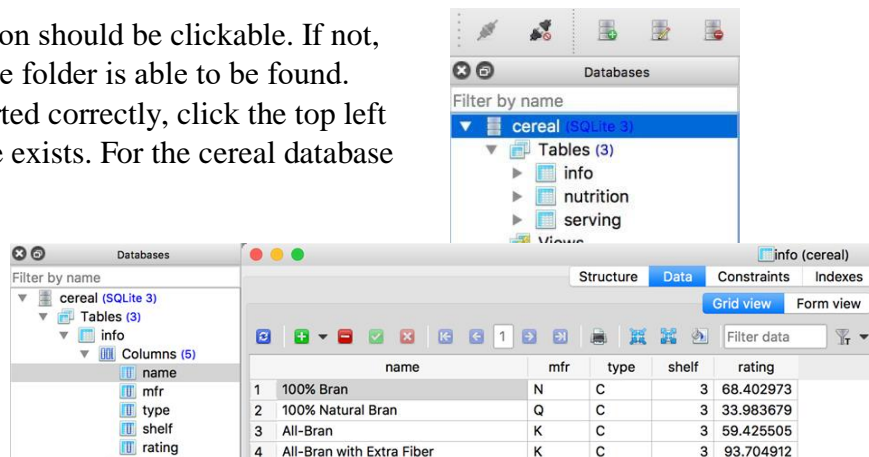 on should be clickable. If not,
e folder is able to be found.
rted correctly, click the top left
e exists. For the cereal database
Databases
Filter by name
cereal (SQLite 3)
Tables (3)
info
nutrition
serving
Views
Databases
Filter by name
cereal (SQLite 3)
Tables (3)
info
Columns (5)
name
mfr
type
shelf
rating
info (cereal)
Structure Data Constraints Indexes
Grid view Form view
1 Filter data
name mfr type shelf rating
1 100% Bran N C 3 68.402973
2 100% Natural Bran Q C 3 33.983679
3 All-Bran K C 3 59.425505
4 All-Bran with Extra Fiber K C 3 93.704912